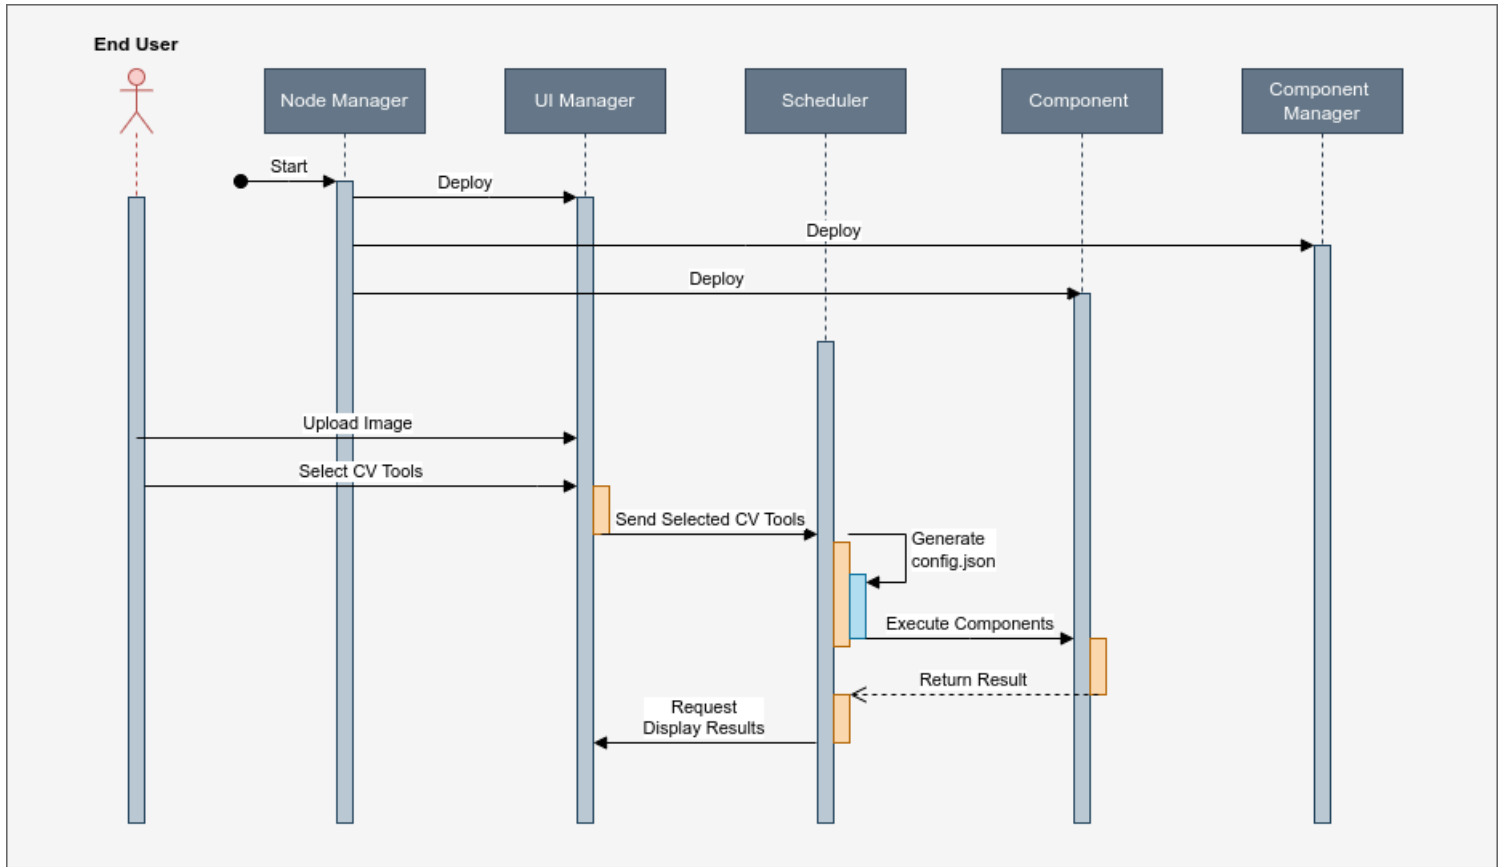 End User
Node Manager
UI Manager
Scheduler
Component
Component
Manager
Start
Deploy
Deploy
Deploy
Upload Image
Select CV Tools
Send Selected CV Tools
Generate
config.json
Execute Components
Return Result
Request
Display Results